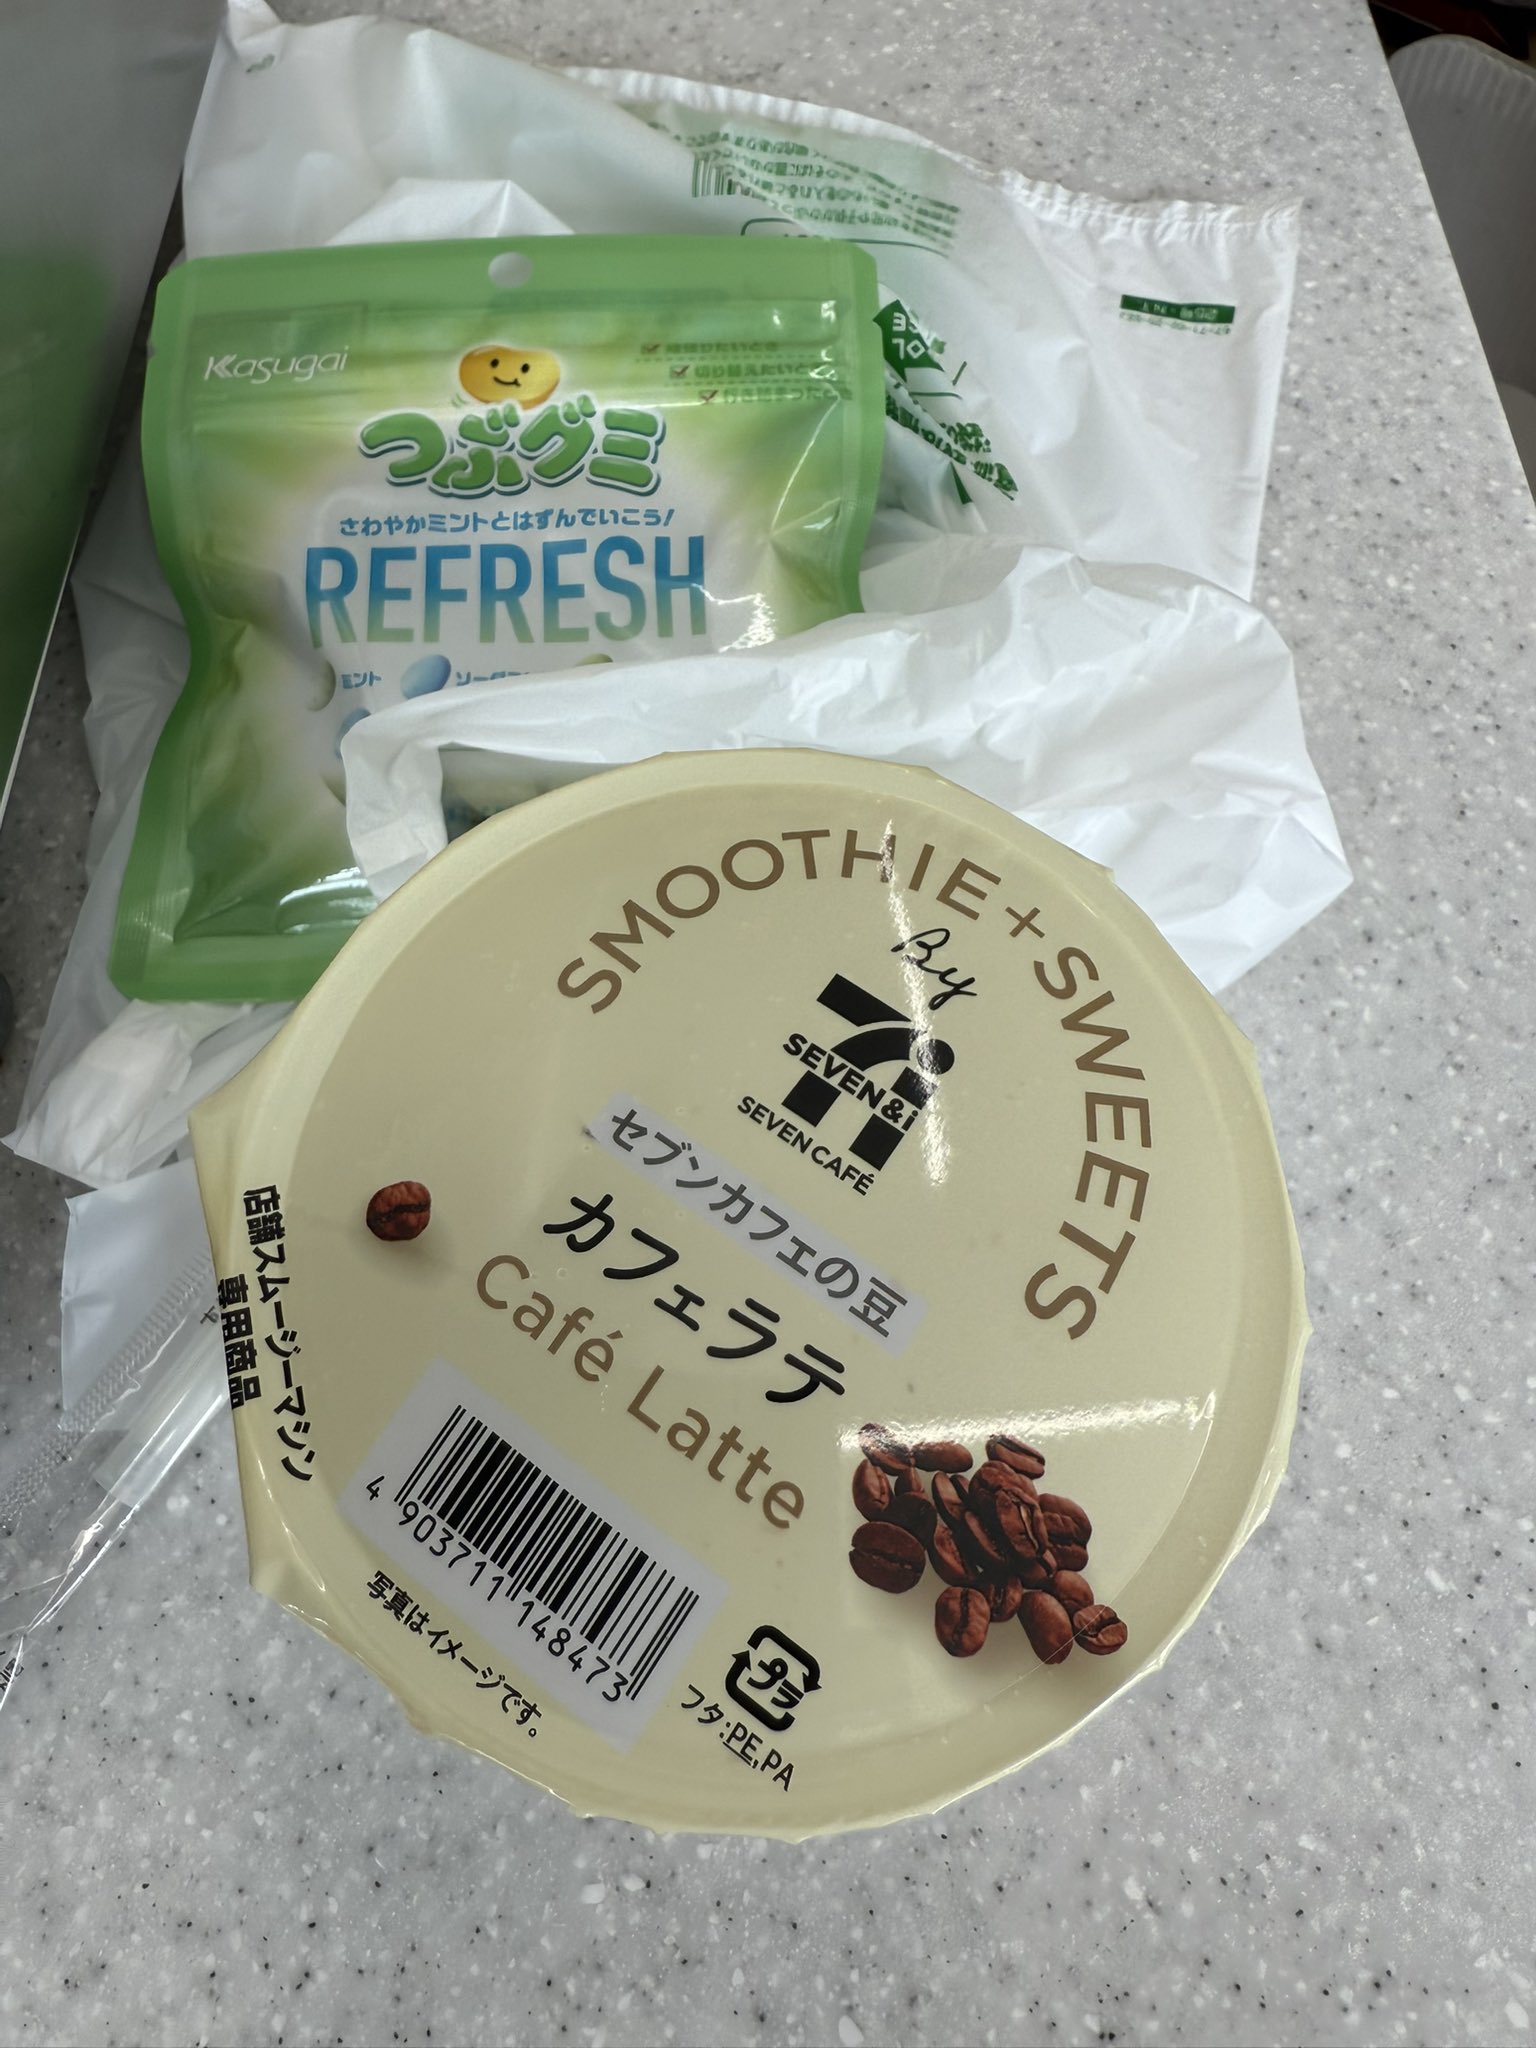 Kasugai
つぶグミ
さわやかミントとはずんでいこう!
REFRESH
ミント
SMOOTHIE+SWEETS
By
SEVEN&i
SEVEN CAFÉ
セブンカフェの豆
カフェラテ
Café Latte
店舗スムージーマシン
専用商品
4 903711 148473
写真はイメージです。
プラ
フタ:PE,PA